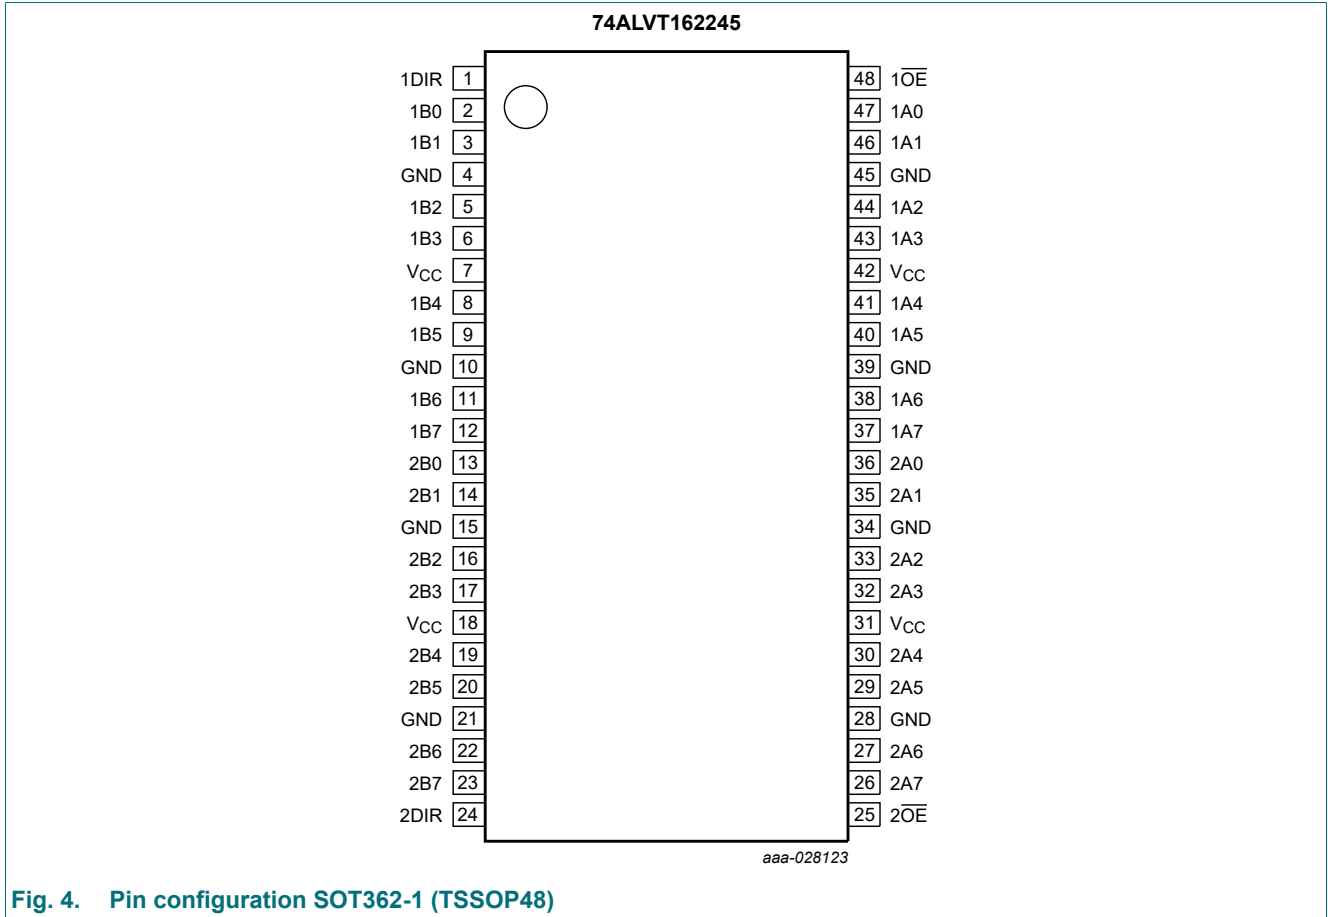 74ALVT162245
1DIR 1 48 1OE
1B0 2 47 1A0
1B1 3 46 1A1
GND 4 45 GND
1B2 5 44 1A2
1B3 6 43 1A3
VCC 7 42 VCC
1B4 8 41 1A4
1B5 9 40 1A5
GND 10 39 GND
1B6 11 38 1A6
1B7 12 37 1A7
2B0 13 36 2A0
2B1 14 35 2A1
GND 15 34 GND
2B2 16 33 2A2
2B3 17 32 2A3
VCC 18 31 VCC
2B4 19 30 2A4
2B5 20 29 2A5
GND 21 28 GND
2B6 22 27 2A6
2B7 23 26 2A7
2DIR 24 25 2OE
aaa-028123
Fig. 4. Pin configuration SOT362-1 (TSSOP48)